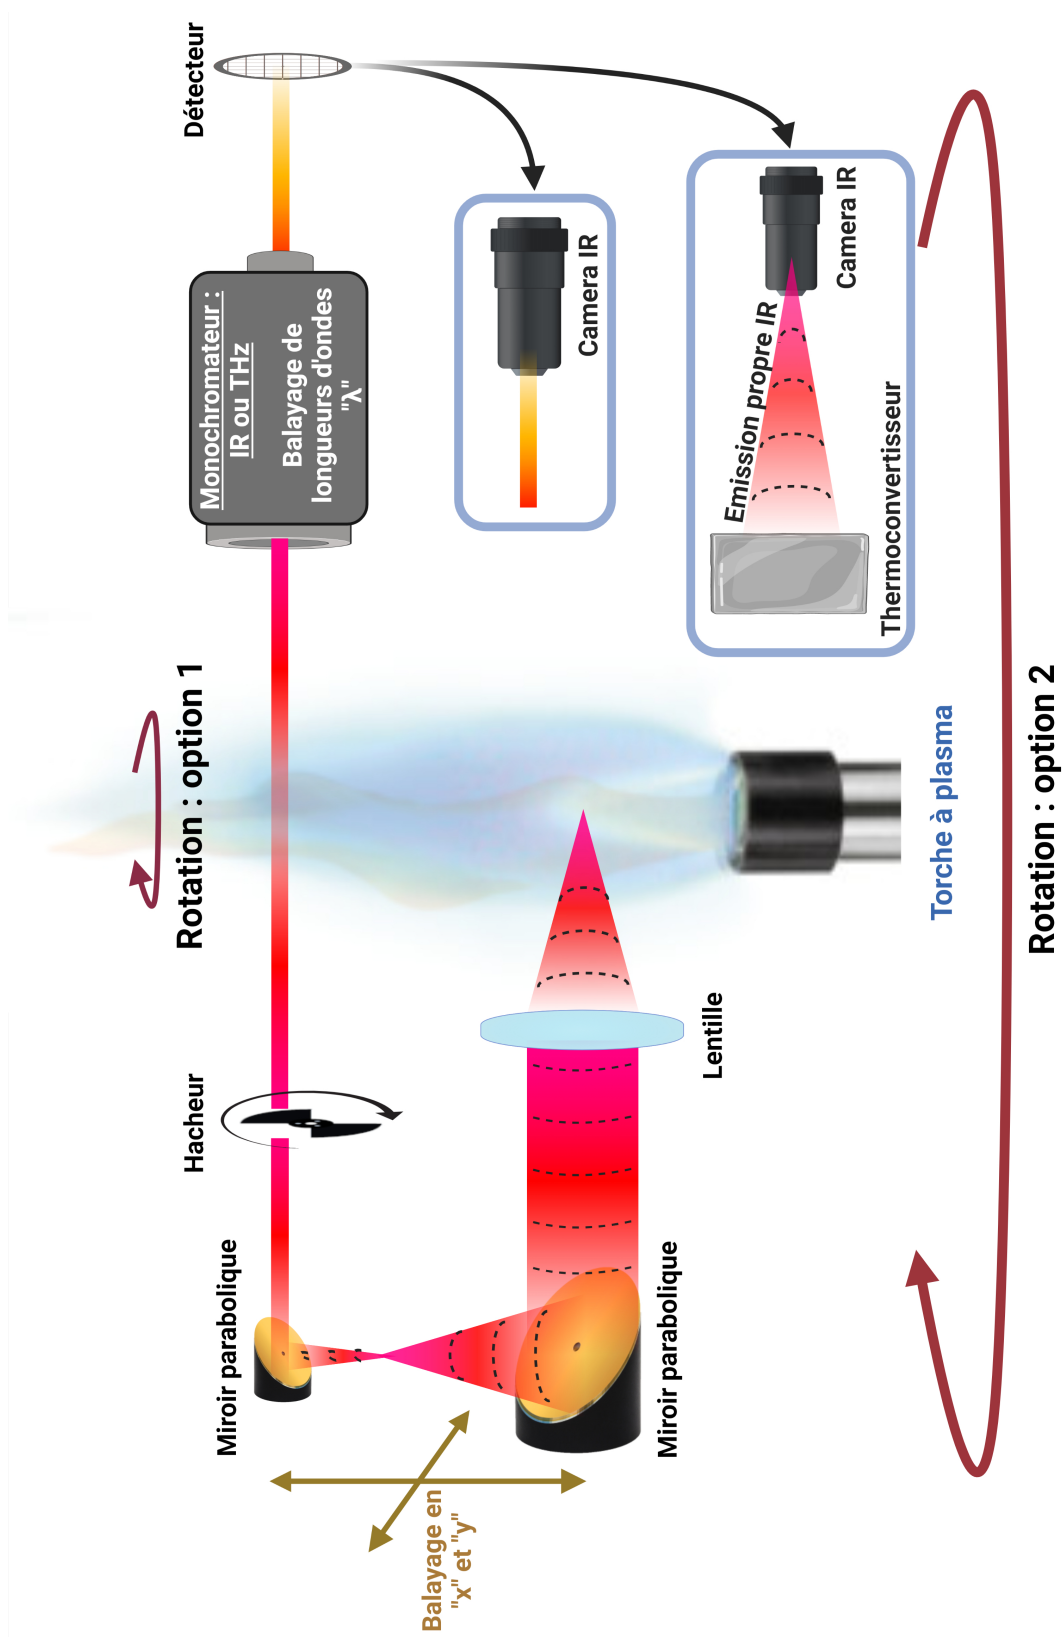 Balayage en
"x" et "y"
Miroir parabolique
Miroir parabolique
Hacheur
Lentille
Rotation : option 1
Torche à plasma
Monochromateur :
IR ou THz
Balayage de
longueurs d'ondes
"λ"
Détecteur
Camera IR
Thermoconvertisseur
Emission propre IR
Camera IR
Rotation : option 2